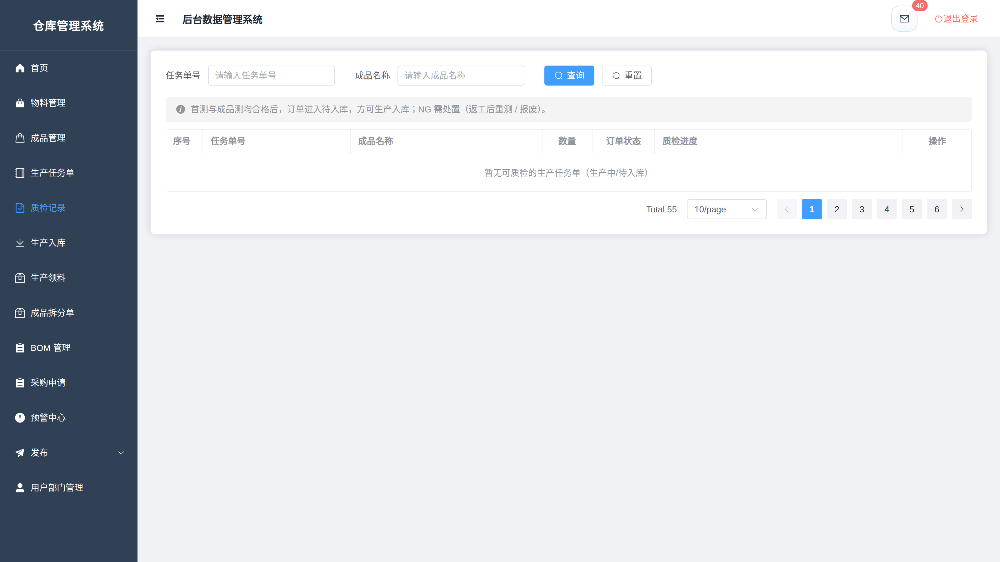 仓库管理系统
首页
物料管理
成品管理
生产任务单
质检记录
生产入库
生产领料
成品拆分单
BOM 管理
采购申请
预警中心
发布
用户部门管理
后台数据管理系统
40
退出登录
任务单号 请输入任务单号 成品名称 请输入成品名称 查询 重置
首测与成品测均合格后，订单进入待入库，方可生产入库；NG 需处置（返工后重测 / 报废）。
序号 任务单号 成品名称 数量 订单状态 质检进度 操作
暂无可质检的生产任务单（生产中/待入库）
Total 55 10/page 1 2 3 4 5 6